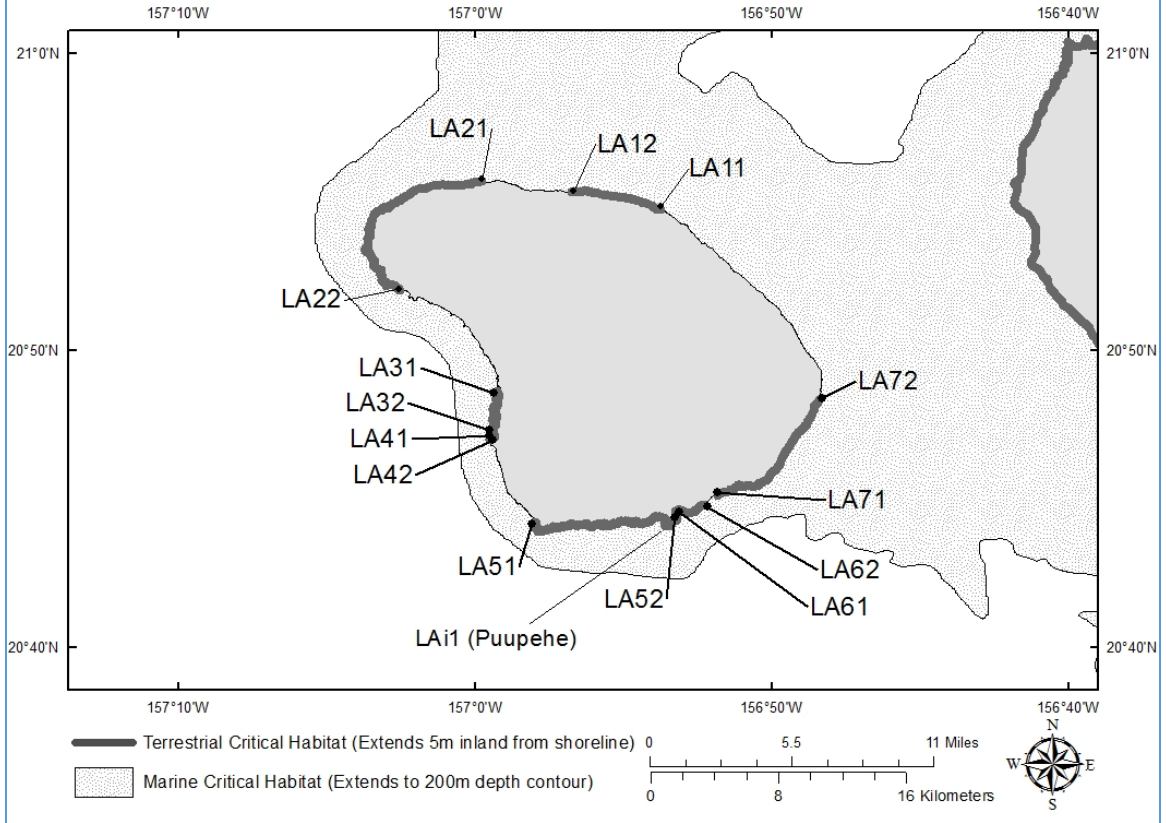 157°10'W 157°0'W 156°50'W 156°40'W
21°0'N 21°0'N
LA21
LA12
LA11
LA22
20°50'N 20°50'N
LA31
LA72
LA32
LA41
LA42
LA71
LA51
LA62
LA52
LA61
LAi1 (Puupehe)
20°40'N 20°40'N
157°10'W 157°0'W 156°50'W 156°40'W
Terrestrial Critical Habitat (Extends 5m inland from shoreline)
0 5.5 11 Miles
Marine Critical Habitat (Extends to 200m depth contour)
0 8 16 Kilometers
N
W E
S